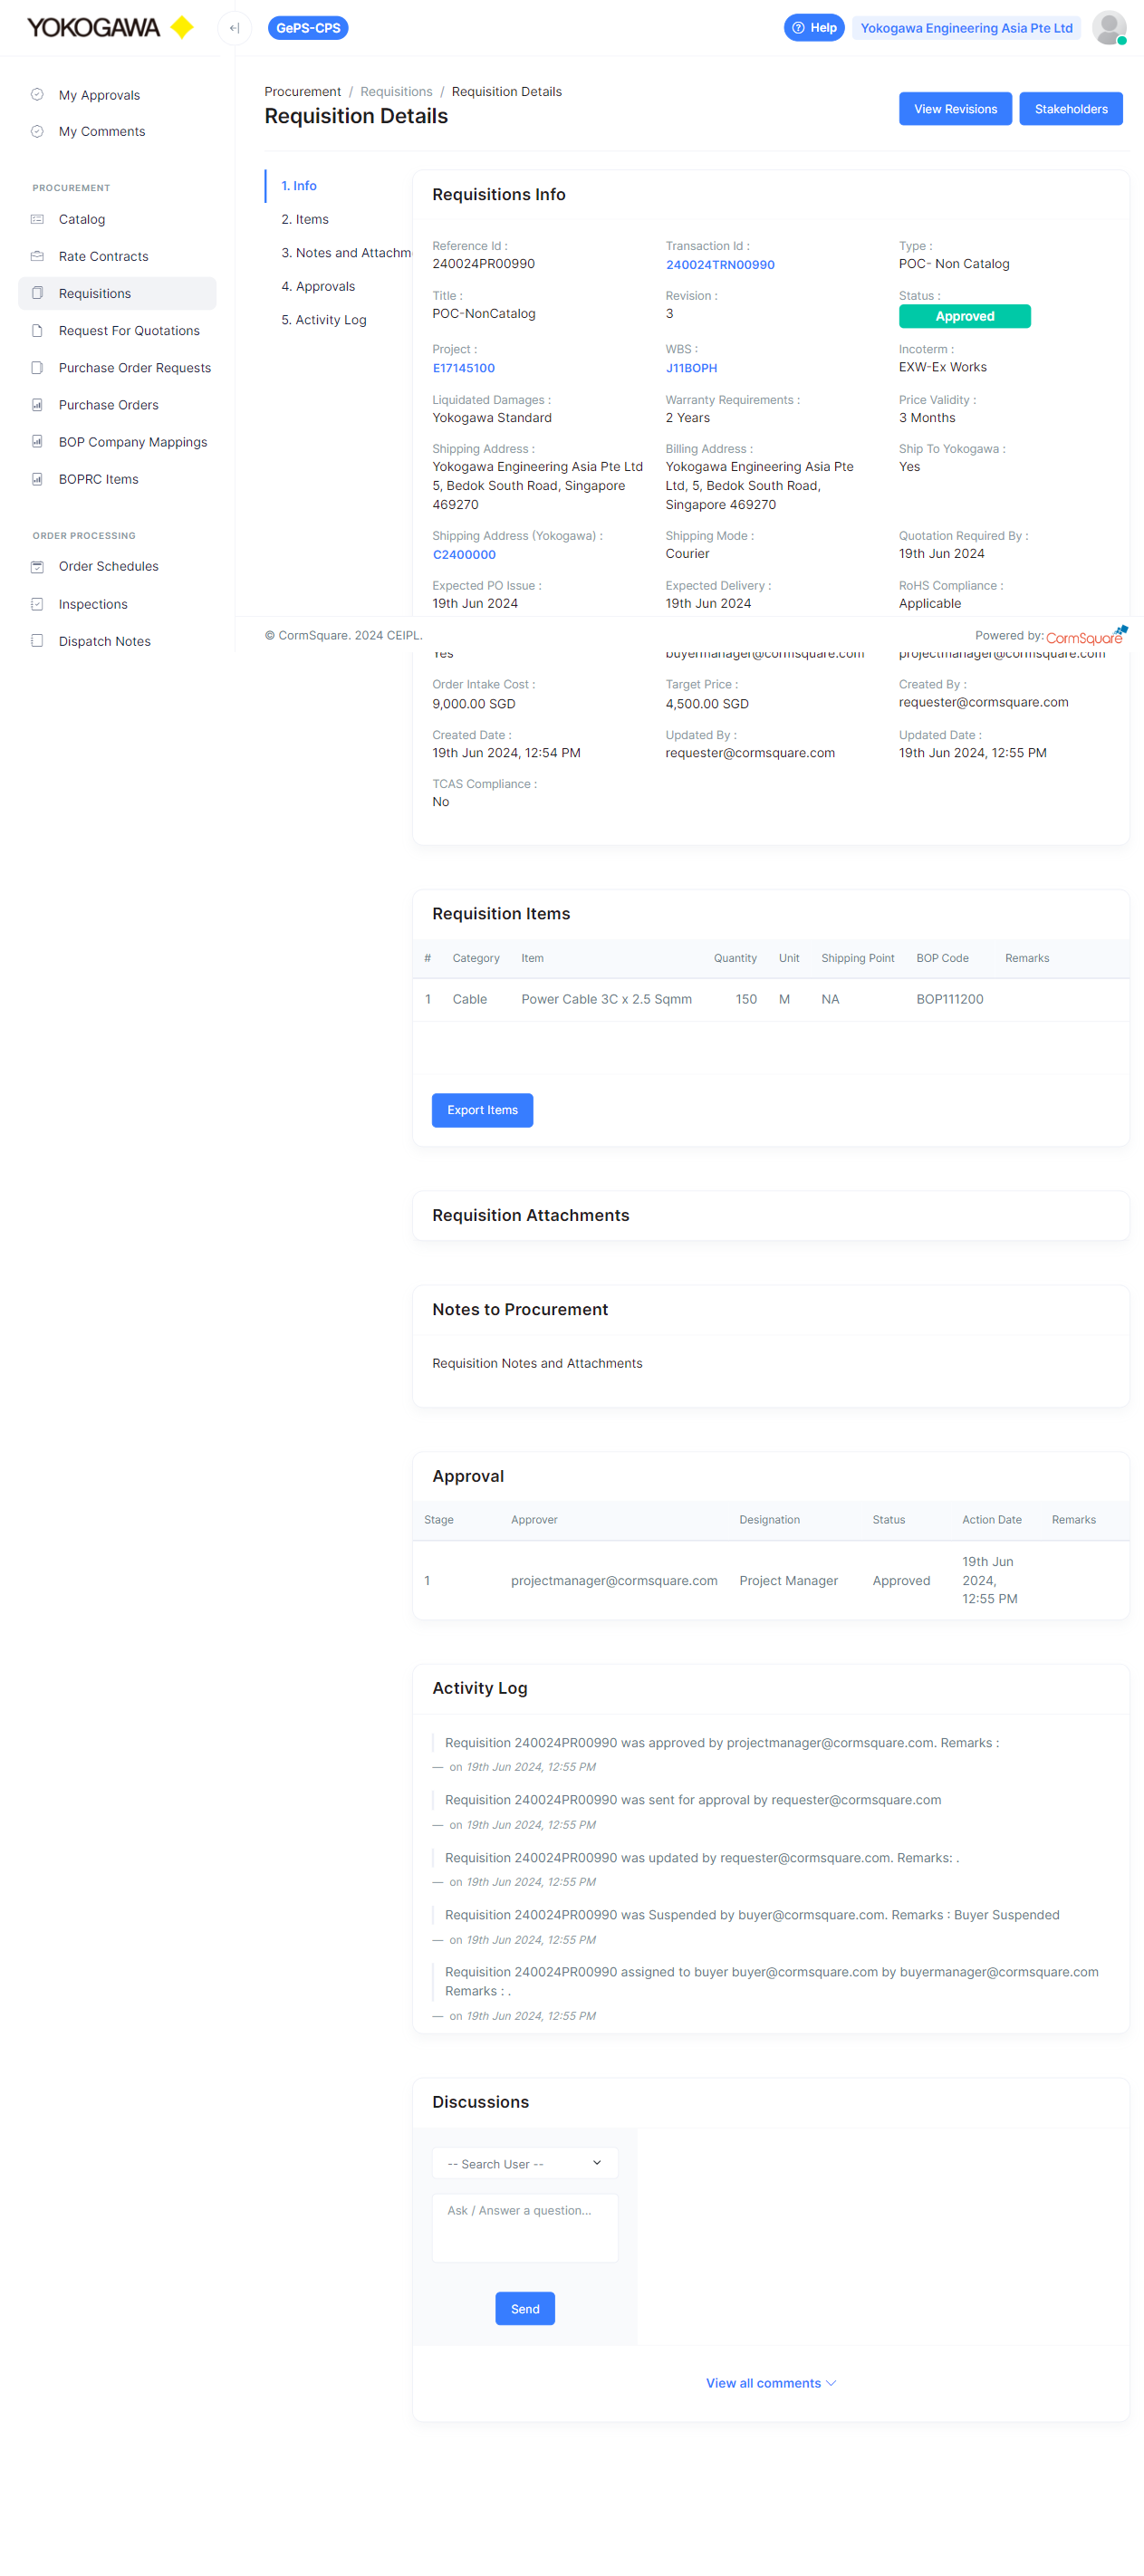 YOKOGAWA
GePS-CPS
Help
Yokogawa Engineering Asia Pte Ltd
My Approvals
My Comments
PROCUREMENT
Catalog
Rate Contracts
Requisitions
Request For Quotations
Purchase Order Requests
Purchase Orders
BOP Company Mappings
BOPRC Items
ORDER PROCESSING
Order Schedules
Inspections
Dispatch Notes
Procurement / Requisitions / Requisition Details
Requisition Details
View Revisions
Stakeholders
1. Info
2. Items
3. Notes and Attachm
4. Approvals
5. Activity Log
Requisitions Info
Reference Id :
240024PR00990
Transaction Id :
240024TRN00990
Type :
POC- Non Catalog
Title :
POC-NonCatalog
Revision :
3
Status :
Approved
Project :
E17145100
WBS :
J11BOPH
Incoterm :
EXW-Ex Works
Liquidated Damages :
Yokogawa Standard
Warranty Requirements :
2 Years
Price Validity :
3 Months
Shipping Address :
Yokogawa Engineering Asia Pte Ltd
5, Bedok South Road, Singapore
469270
Billing Address :
Yokogawa Engineering Asia Pte
Ltd, 5, Bedok South Road,
Singapore 469270
Ship To Yokogawa :
Yes
Shipping Address (Yokogawa) :
C2400000
Shipping Mode :
Courier
Quotation Required By :
19th Jun 2024
Expected PO Issue :
19th Jun 2024
Expected Delivery :
19th Jun 2024
RoHS Compliance :
Applicable
© CormSquare. 2024 CEIPL.
Powered by: CormSquare
Yes
buyermanager@cormsquare.com
projectmanager@cormsquare.com
Order Intake Cost :
9,000.00 SGD
Target Price :
4,500.00 SGD
Created By :
requester@cormsquare.com
Created Date :
19th Jun 2024, 12:54 PM
Updated By :
requester@cormsquare.com
Updated Date :
19th Jun 2024, 12:55 PM
TCAS Compliance :
No
Requisition Items
# Category Item Quantity Unit Shipping Point BOP Code Remarks
1 Cable Power Cable 3C x 2.5 Sqmm 150 M NA BOP111200
Export Items
Requisition Attachments
Notes to Procurement
Requisition Notes and Attachments
Approval
Stage Approver Designation Status Action Date Remarks
1 projectmanager@cormsquare.com Project Manager Approved 19th Jun
2024,
12:55 PM
Activity Log
Requisition 240024PR00990 was approved by projectmanager@cormsquare.com. Remarks :
— on 19th Jun 2024, 12:55 PM
Requisition 240024PR00990 was sent for approval by requester@cormsquare.com
— on 19th Jun 2024, 12:55 PM
Requisition 240024PR00990 was updated by requester@cormsquare.com. Remarks: .
— on 19th Jun 2024, 12:55 PM
Requisition 240024PR00990 was Suspended by buyer@cormsquare.com. Remarks : Buyer Suspended
— on 19th Jun 2024, 12:55 PM
Requisition 240024PR00990 assigned to buyer buyer@cormsquare.com by buyermanager@cormsquare.com
Remarks : .
— on 19th Jun 2024, 12:55 PM
Discussions
-- Search User --
Ask / Answer a question...
Send
View all comments